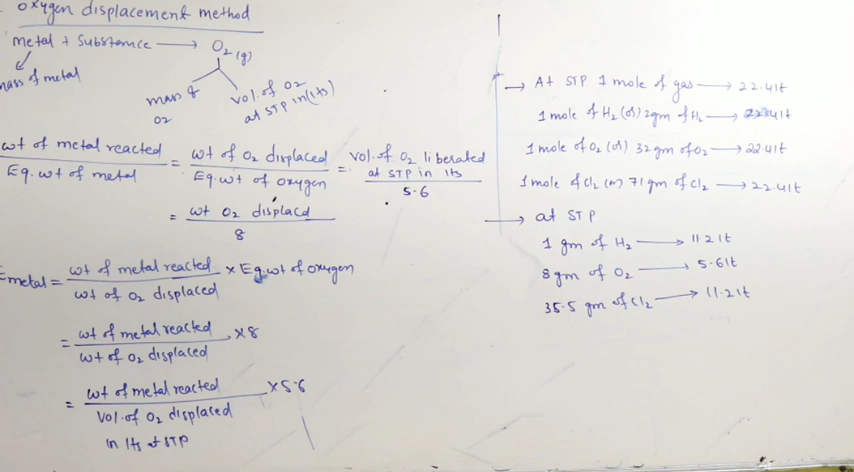 oxygen displacement method
metal + Substance → O2(g)
mass of metal
mass of O2
vol. of O2 at STP in (lts)
wt of metal reacted / Eq. wt of metal = wt of O2 displaced / Eq. wt of oxygen = vol. of O2 liberated at STP in lts / 5.6
= wt O2 displacd / 8
E metal = wt of metal reacted / wt of O2 displaced × Eq. wt of oxygen
= wt of metal reacted / wt of O2 displaced × 8
= wt of metal reacted / Vol. of O2 displaced in lts at STP × 5.6
→ At STP 1 mole of gas → 22.4lt
1 mole of H2 (or) 2gm of H2 → 22.4lt
1 mole of O2 (or) 32 gm of O2 → 22.4lt
1 mole of Cl2 (or) 71 gm of Cl2 → 22.4lt
→ at STP
1 gm of H2 → 11.2lt
8 gm of O2 → 5.6lt
35.5 gm of Cl2 → 11.2lt